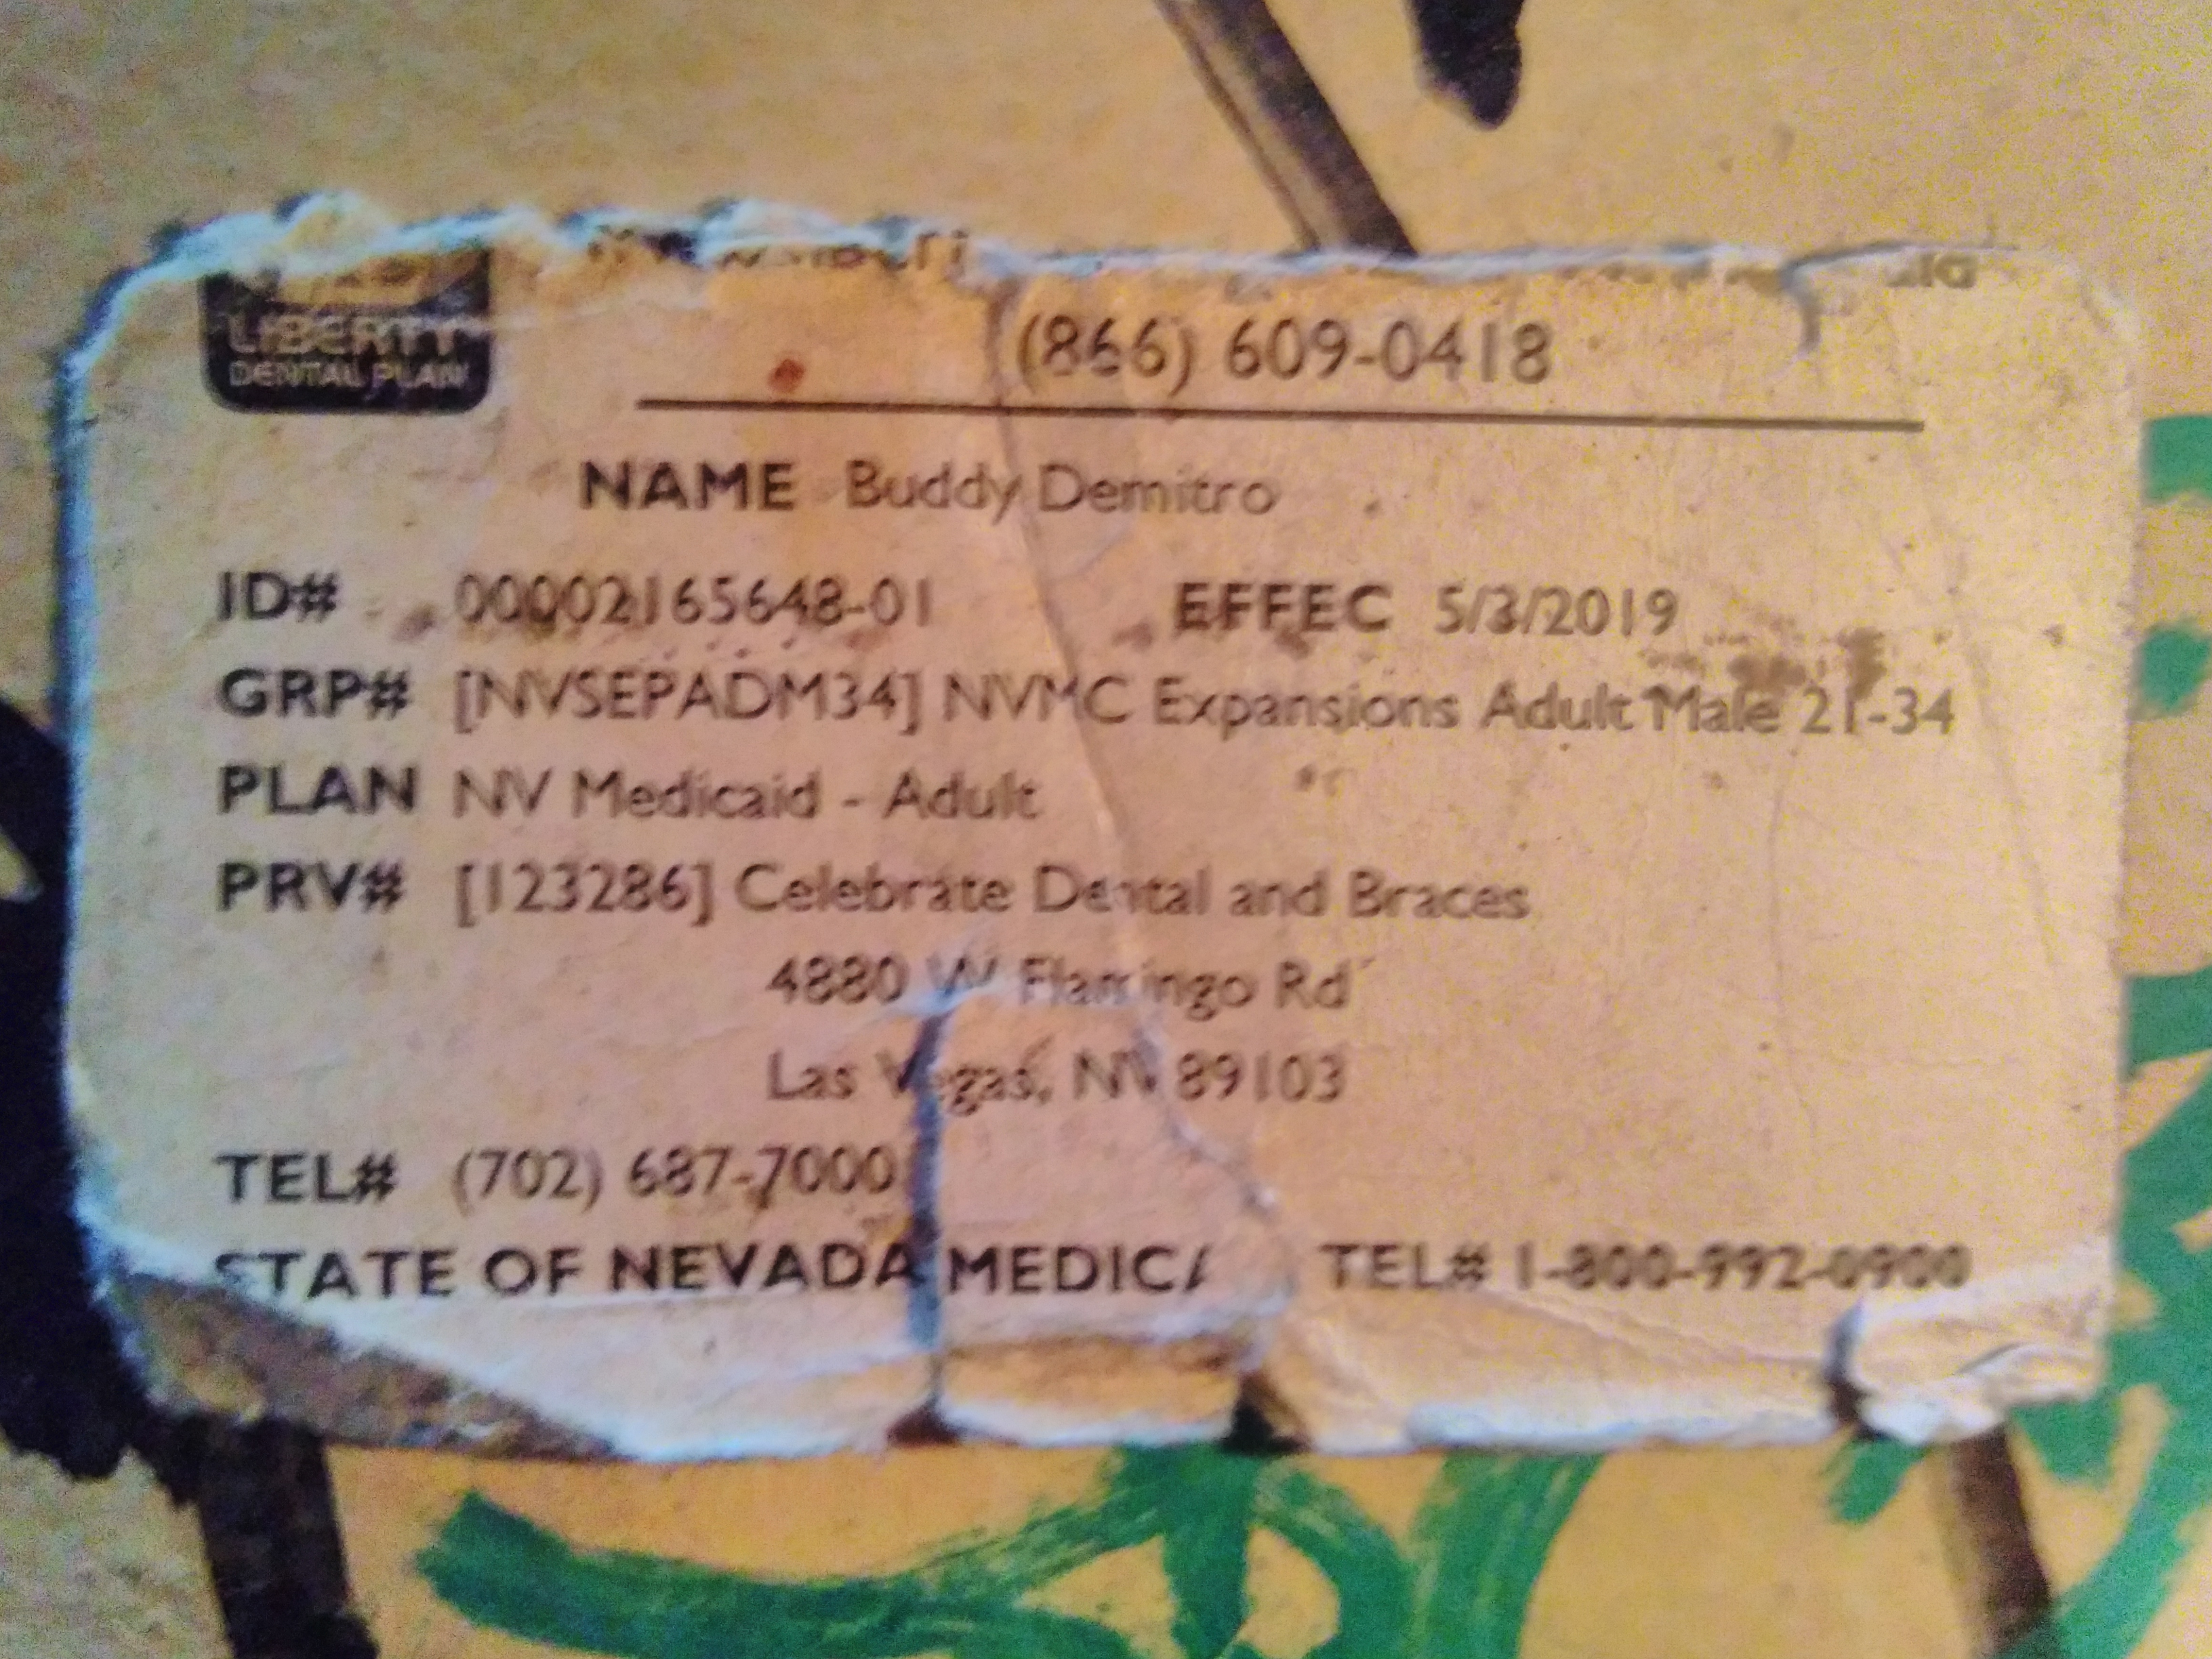 LIBERTY
DENTAL PLAN
(866) 609-0418
NAME Buddy Demitro
ID# 00002165648-01 EFFEC 5/3/2019
GRP# [NVSEPADM34] NVMC Expansions Adult Male 21-34
PLAN NV Medicaid - Adult
PRV# [123286] Celebrate Dental and Braces
4880 W Flamingo Rd
Las Vegas, NV 89103
TEL# (702) 687-7000
STATE OF NEVADA MEDICA TEL# 1-800-992-0900